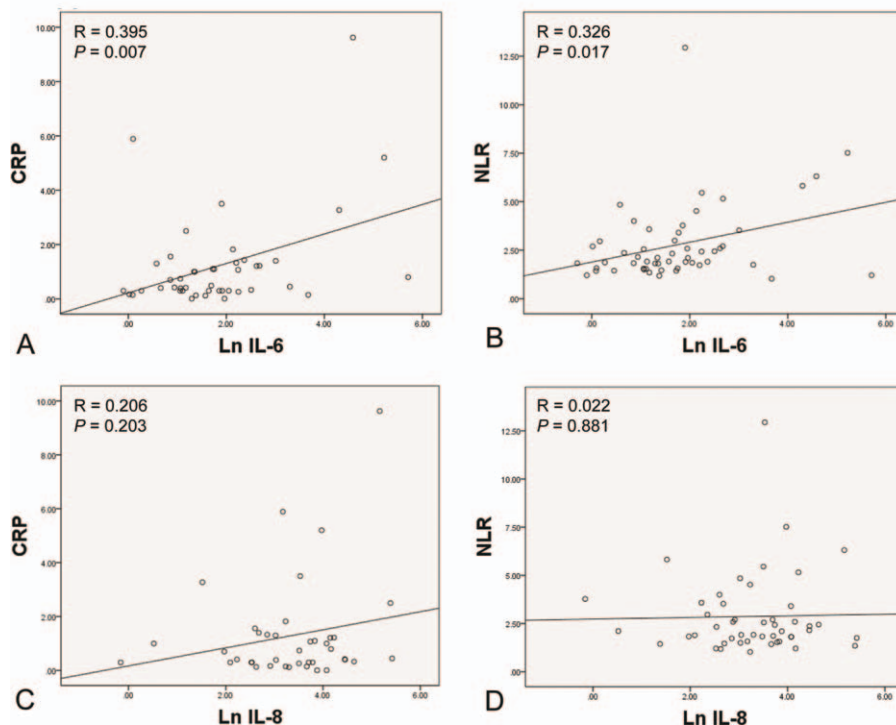 R = 0.395
P = 0.007
10.00
8.00
6.00
4.00
2.00
.00
CRP
.00 2.00 4.00 6.00
A
Ln IL-6
R = 0.326
P = 0.017
12.50
10.00
7.50
5.00
2.50
.00
NLR
.00 2.00 4.00 6.00
B
Ln IL-6
R = 0.206
P = 0.203
10.00
8.00
6.00
4.00
2.00
.00
CRP
.00 2.00 4.00 6.00
C
Ln IL-8
R = 0.022
P = 0.881
12.50
10.00
7.50
5.00
2.50
.00
NLR
.00 2.00 4.00 6.00
D
Ln IL-8